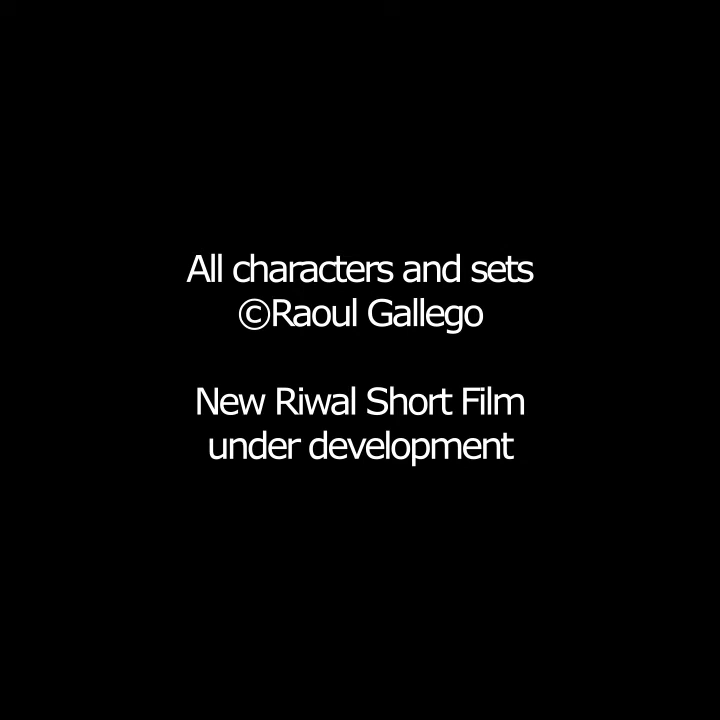 All characters and sets
©Raoul Gallego
New Riwal Short Film
under development